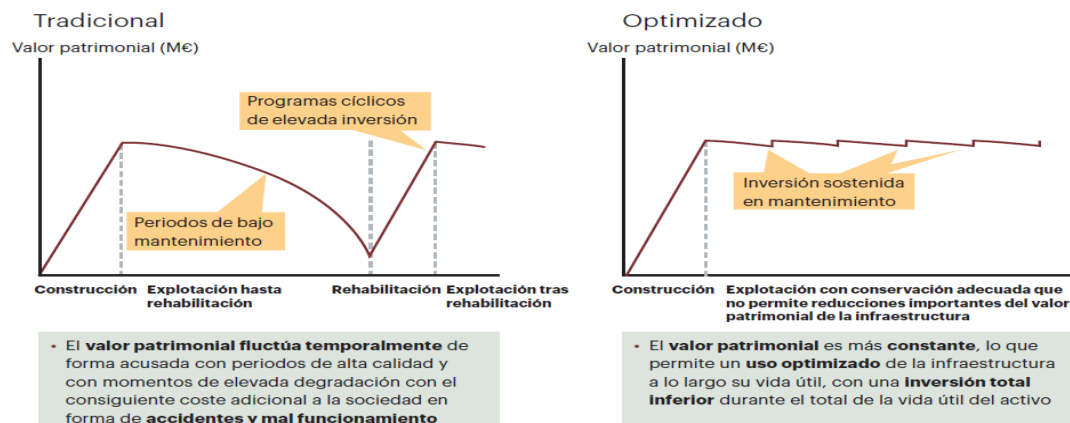 Tradicional
Valor patrimonial (M€)
Programas cíclicos
de elevada inversión
Periodos de bajo
mantenimiento
Construcción
Explotación hasta
rehabilitación
Rehabilitación
Explotación tras
rehabilitación
• El valor patrimonial fluctúa temporalmente de
forma acusada con periodos de alta calidad y
con momentos de elevada degradación con el
consiguiente coste adicional a la sociedad en
forma de accidentes y mal funcionamiento
Optimizado
Valor patrimonial (M€)
Inversión sostenida
en mantenimiento
Construcción
Explotación con conservación adecuada que
no permite reducciones importantes del valor
patrimonial de la infraestructura
• El valor patrimonial es más constante, lo que
permite un uso optimizado de la infraestructura
a lo largo su vida útil, con una inversión total
inferior durante el total de la vida útil del activo